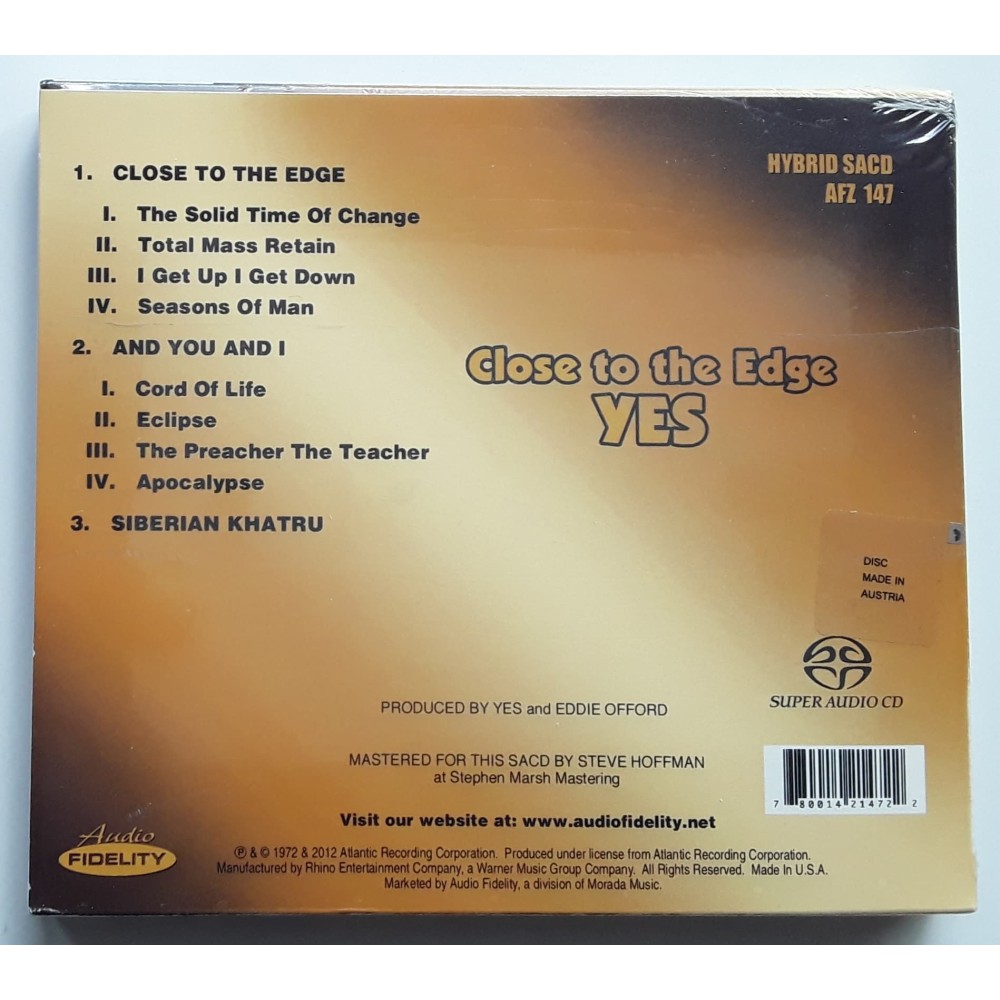 HYBRID SACD
AFZ 147
1. CLOSE TO THE EDGE
I. The Solid Time Of Change
II. Total Mass Retain
III. I Get Up I Get Down
IV. Seasons Of Man
2. AND YOU AND I
I. Cord Of Life
II. Eclipse
III. The Preacher The Teacher
IV. Apocalypse
3. SIBERIAN KHATRU
Close to the Edge
YES
DISC
MADE IN
AUSTRIA
SUPER AUDIO CD
PRODUCED BY YES and EDDIE OFFORD
MASTERED FOR THIS SACD BY STEVE HOFFMAN
at Stephen Marsh Mastering
7 80014 21472 2
Visit our website at: www.audiofidelity.net
Audio
FIDELITY
℗ & © 1972 & 2012 Atlantic Recording Corporation. Produced under license from Atlantic Recording Corporation.
Manufactured by Rhino Entertainment Company, a Warner Music Group Company. All Rights Reserved. Made In U.S.A.
Marketed by Audio Fidelity, a division of Morada Music.